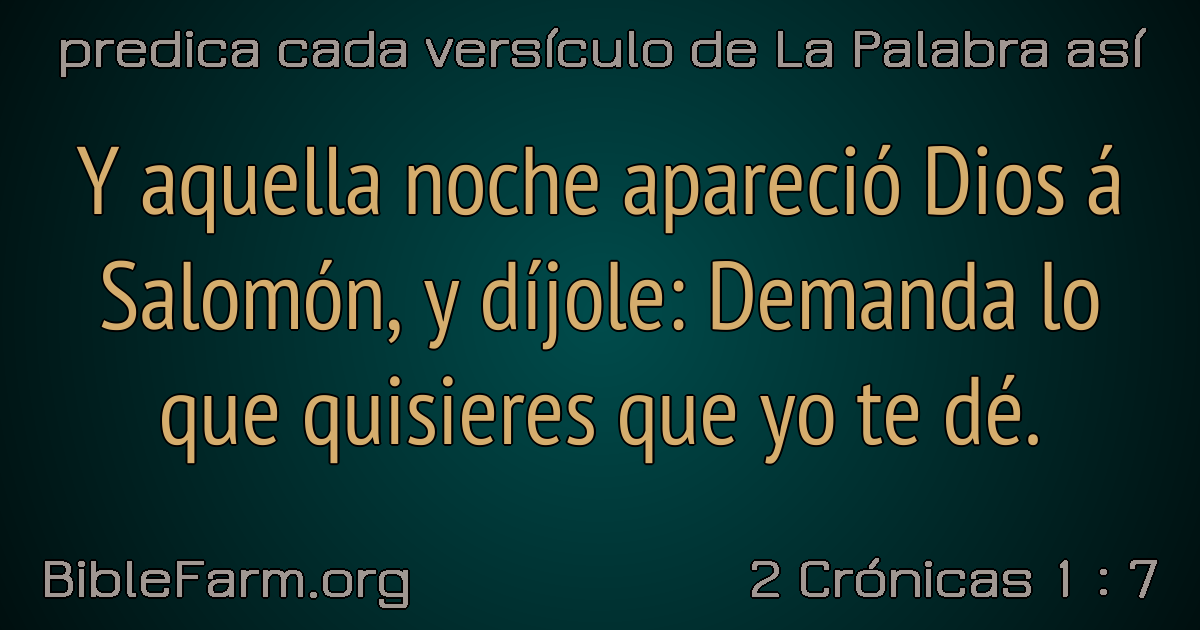 predica cada versículo de La Palabra así
Y aquella noche apareció Dios á
Salomón, y díjole: Demanda lo
que quisieres que yo te dé.
BibleFarm.org
2 Crónicas 1 : 7